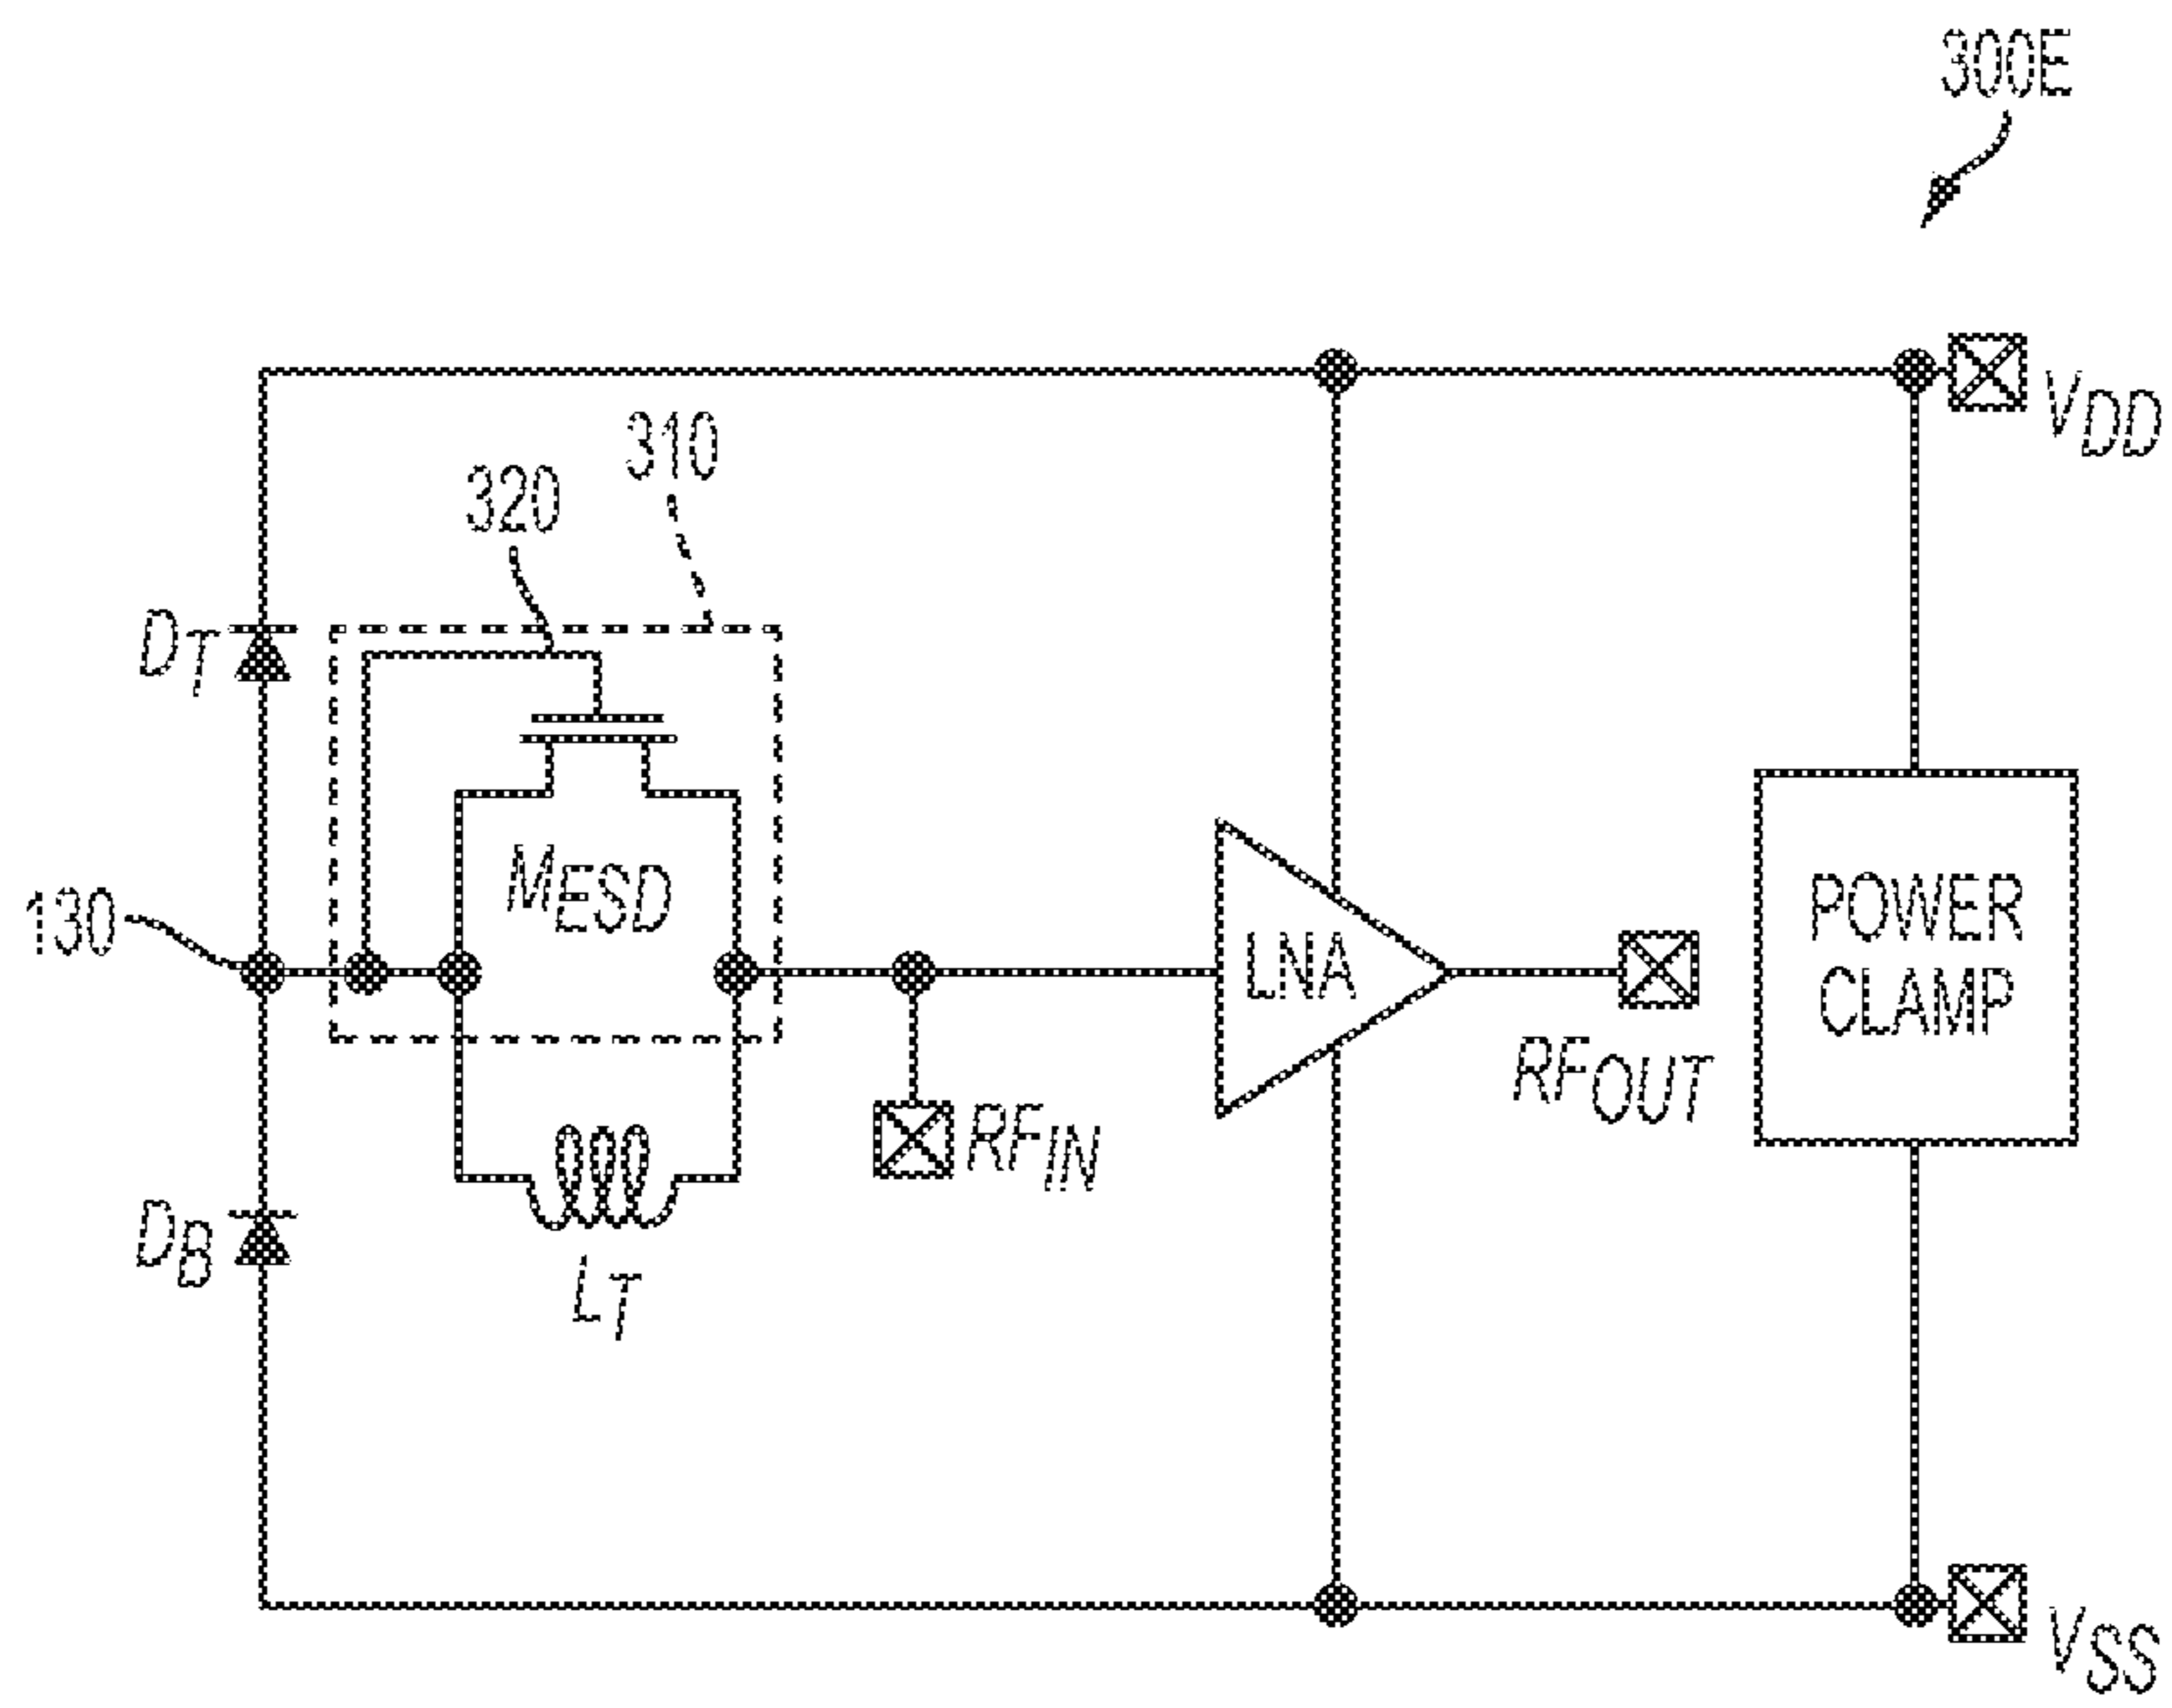 300E
VDD
310
320
DT
MESD
130
LNA
POWER
CLAMP
RFOUT
RFIN
DB
LT
VSS